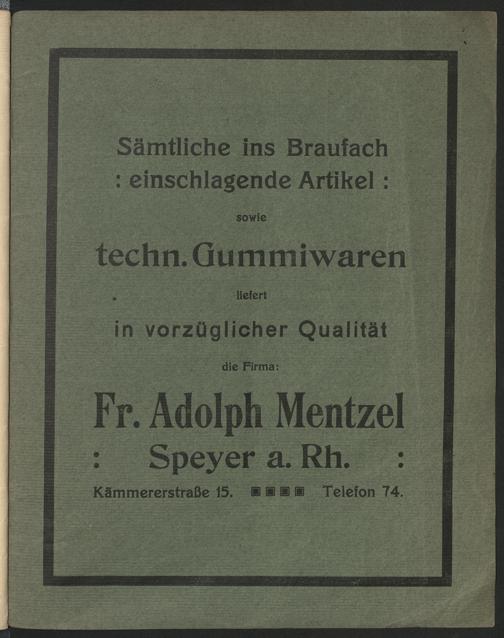 Sämtliche ins Braufach
: einschlagende Artikel :
sowie
techn. Gummiwaren
liefert
in vorzüglicher Qualität
die Firma:
Fr. Adolph Mentzel
: Speyer a. Rh. :
Kämmererstraße 15. Telefon 74.